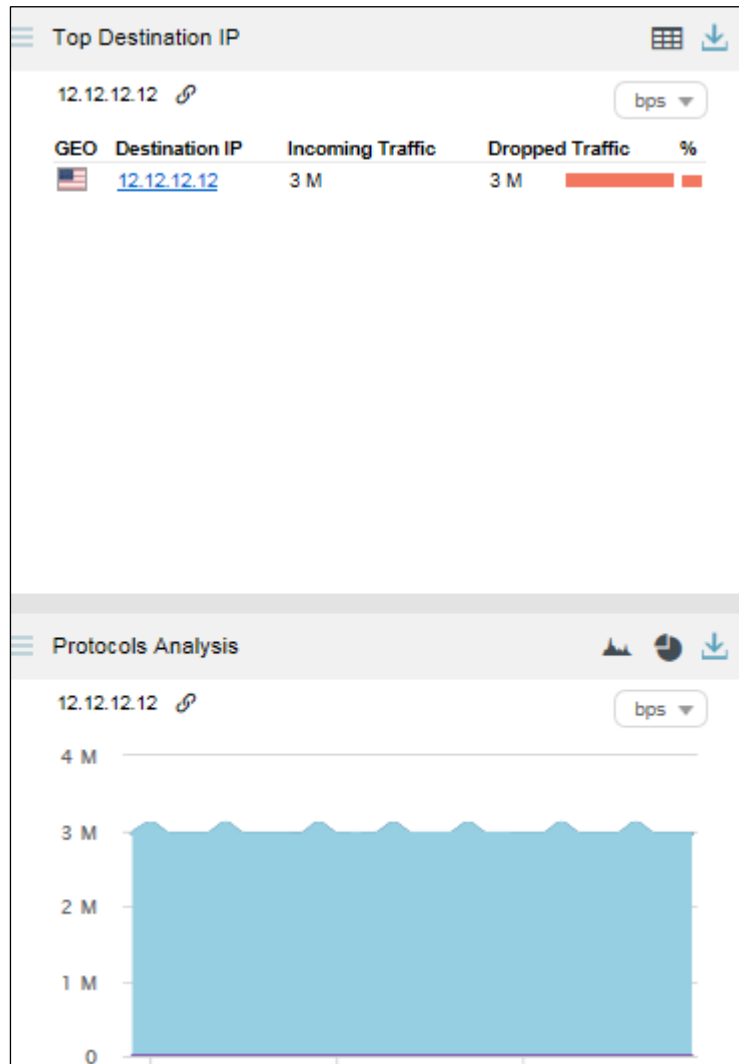 Top Destination IP
12.12.12.12
bps
GEO Destination IP Incoming Traffic Dropped Traffic %
12.12.12.12 3 M 3 M
Protocols Analysis
12.12.12.12
bps
4 M
3 M
2 M
1 M
0